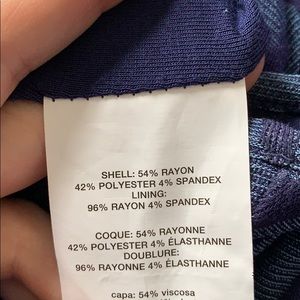 SHELL: 54% RAYON
42% POLYESTER 4% SPANDEX
LINING:
96% RAYON 4% SPANDEX
COQUE: 54% RAYONNE
42% POLYESTER 4% ÉLASTHANNE
DOUBLURE:
96% RAYONNE 4% ÉLASTHANNE
capa: 54% viscosa